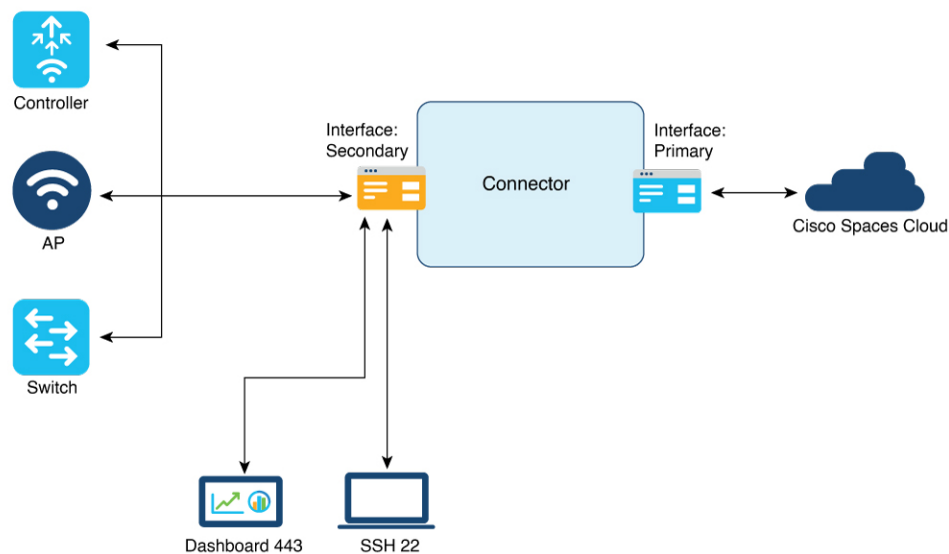 Controller
Interface:
Secondary
Connector
Interface:
Primary
AP
Cisco Spaces Cloud
Switch
Dashboard 443
SSH 22